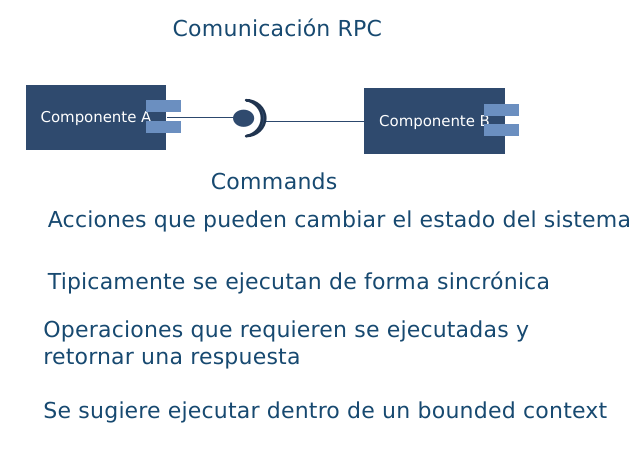 Comunicación RPC
Componente A
Componente B
Commands
Acciones que pueden cambiar el estado del sistema
Tipicamente se ejecutan de forma sincrónica
Operaciones que requieren se ejecutadas y
retornar una respuesta
Se sugiere ejecutar dentro de un bounded context